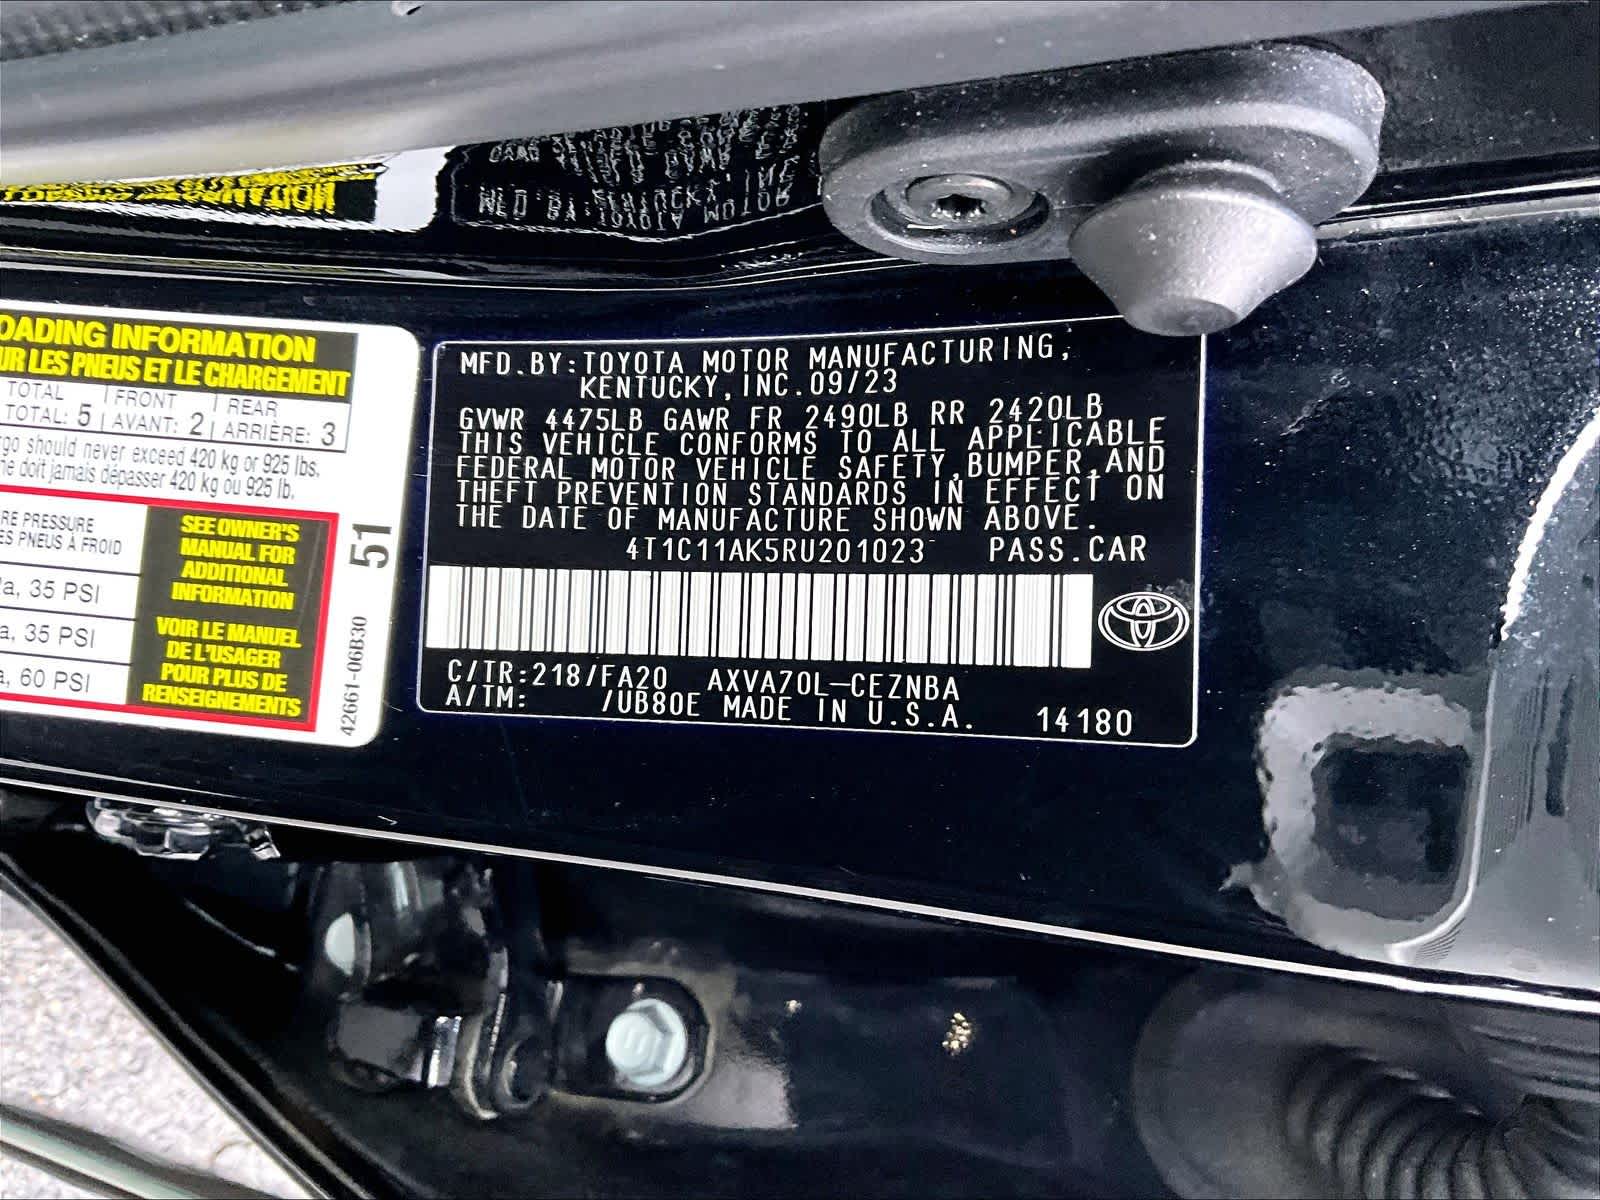 OADING INFORMATION
UR LES PNEUS ET LE CHARGEMENT
TOTAL | FRONT | REAR
TOTAL: 5 | AVANT: 2 | ARRIÈRE: 3
rgo should never exceed 420 kg or 925 lbs.
ne doit jamais dépasser 420 kg ou 925 lb.
RE PRESSURE
ES PNEUS À FROID
a, 35 PSI
a, 35 PSI
a, 60 PSI
SEE OWNER'S
MANUAL FOR
ADDITIONAL
INFORMATION
VOIR LE MANUEL
DE L'USAGER
POUR PLUS DE
RENSEIGNEMENTS
51
42661-06B30
MFD.BY:TOYOTA MOTOR MANUFACTURING,
KENTUCKY,INC.09/23
GVWR 4475LB GAWR FR 2490LB RR 2420LB
THIS VEHICLE CONFORMS TO ALL APPLICABLE
FEDERAL MOTOR VEHICLE SAFETY,BUMPER,AND
THEFT PREVENTION STANDARDS IN EFFECT ON
THE DATE OF MANUFACTURE SHOWN ABOVE.
4T1C11AK5RU201023 PASS.CAR
C/TR:218/FA20 AXVA70L-CEZNBA
A/TM: /UB80E MADE IN U.S.A. 14180